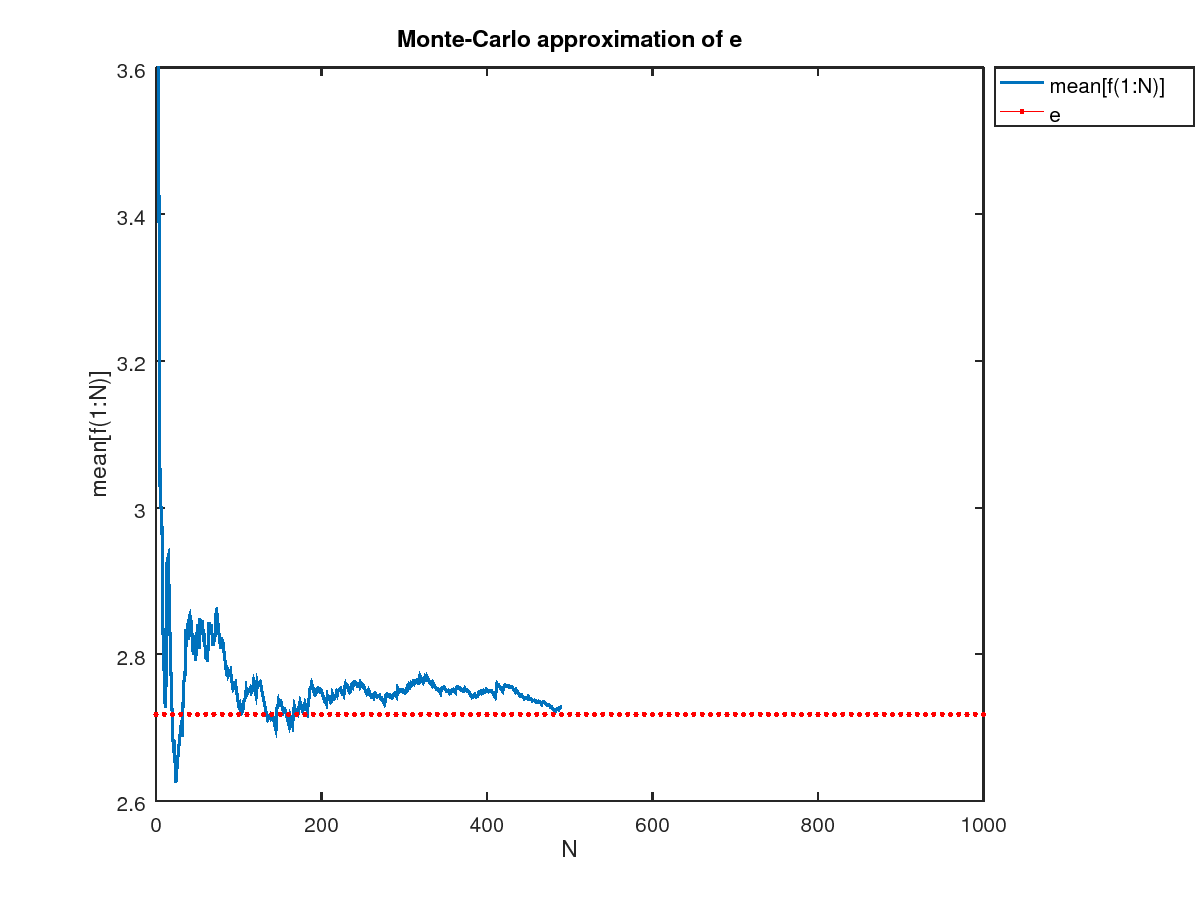 Monte-Carlo approximation of e
3.6
3.4
3.2
3
2.8
2.6
mean[f(1:N)]
0 200 400 600 800 1000
N
mean[f(1:N)]
e